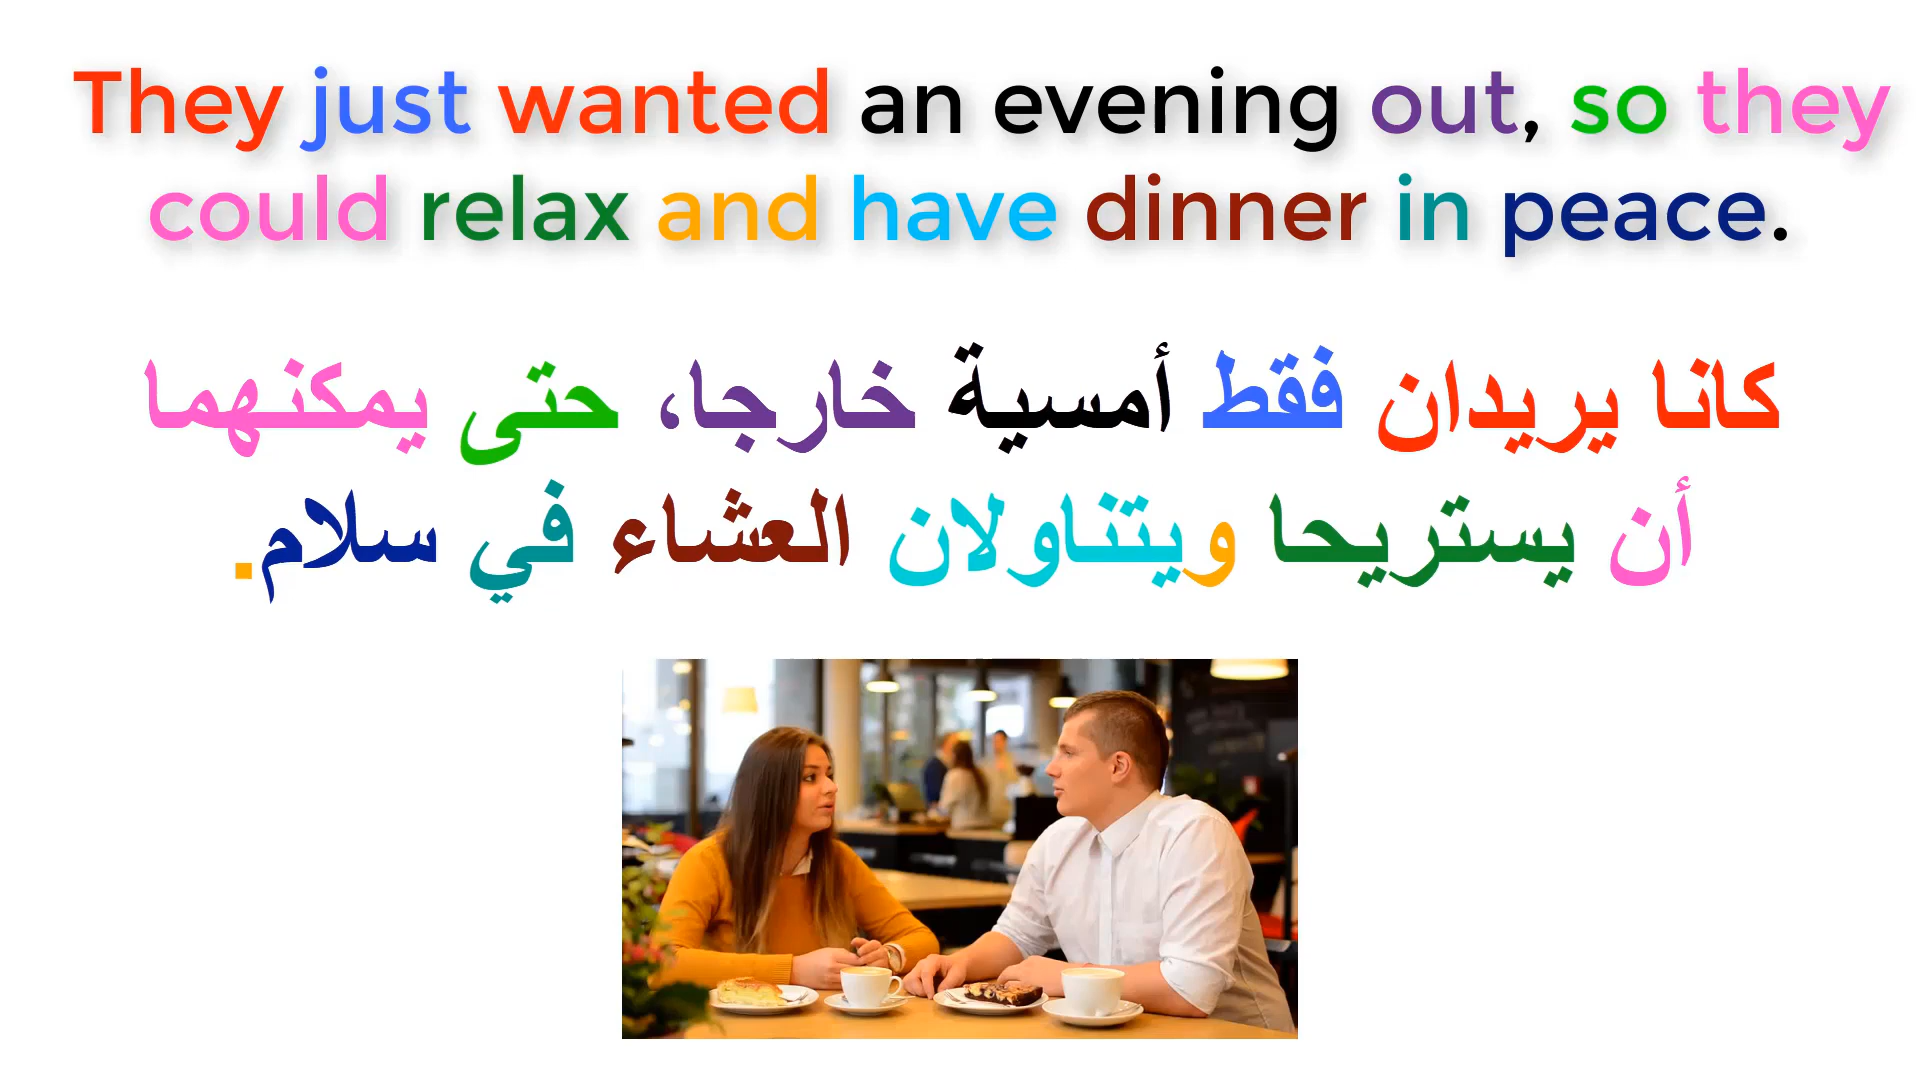 They just wanted an evening out, so they
could relax and have dinner in peace.
كانا يريدان فقط أمسية خارجا، حتى يمكنهما
أن يستريحا ويتناولان العشاء في سلام.